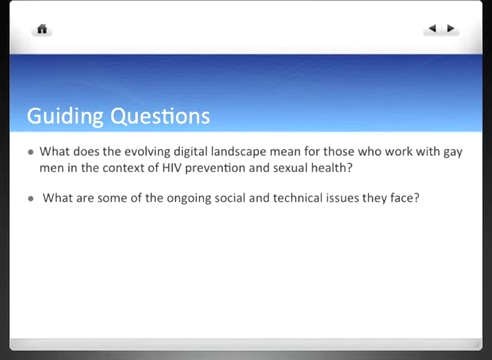 Guiding Questions
• What does the evolving digital landscape mean for those who work with gay
men in the context of HIV prevention and sexual health?
• What are some of the ongoing social and technical issues they face?